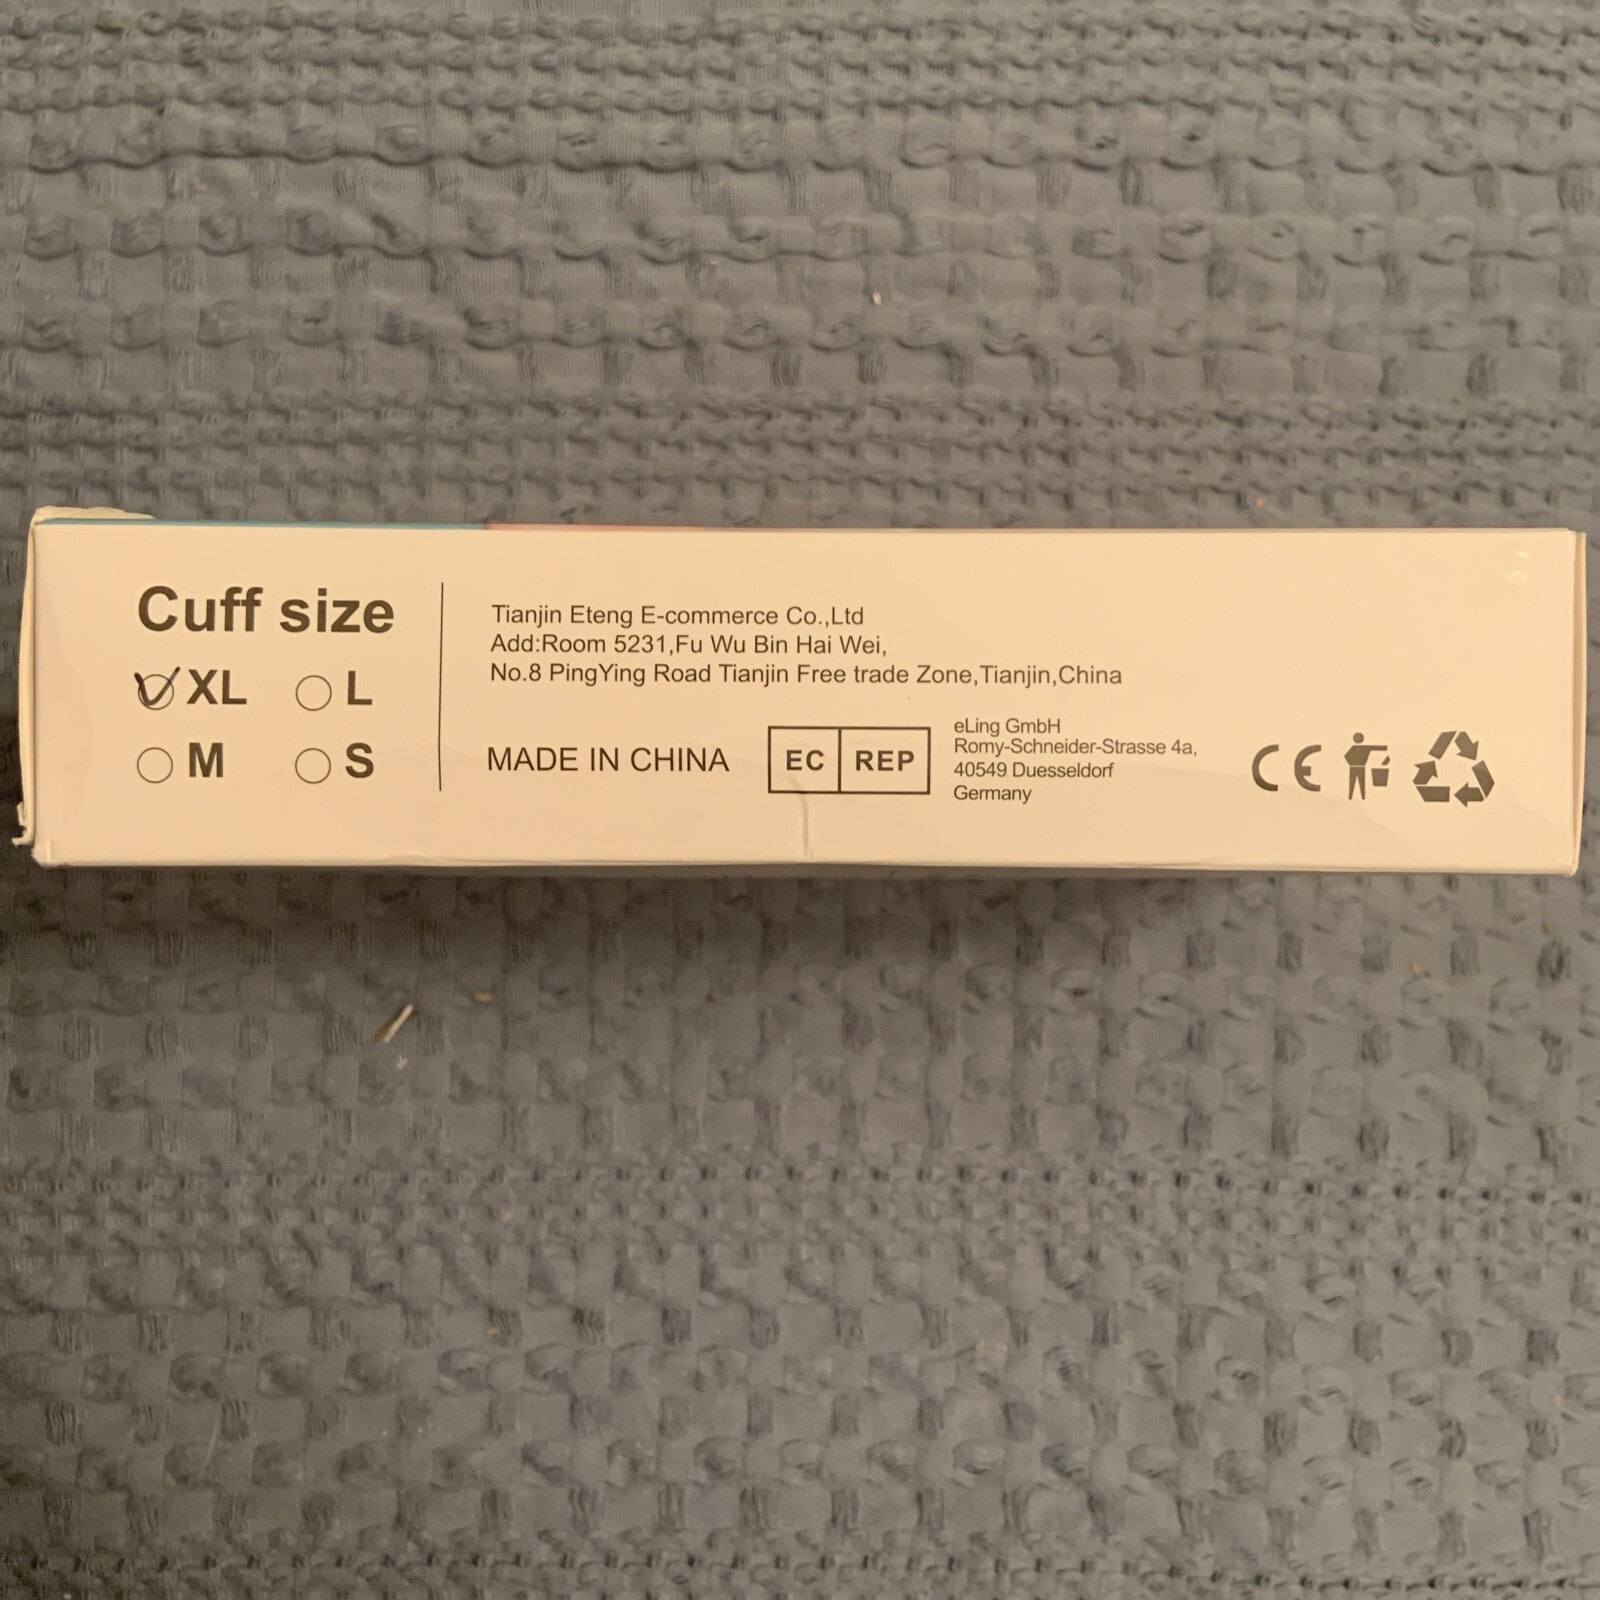 Cuff size
XL L
M S
Tianjin Eteng E-commerce Co.,Ltd
Add:Room 5231,Fu Wu Bin Hai Wei,
No.8 PingYing Road Tianjin Free trade Zone,Tianjin,China
MADE IN CHINA
EC REP
eLing GmbH
Romy-Schneider-Strasse 4a,
40549 Duesseldorf
Germany
CE